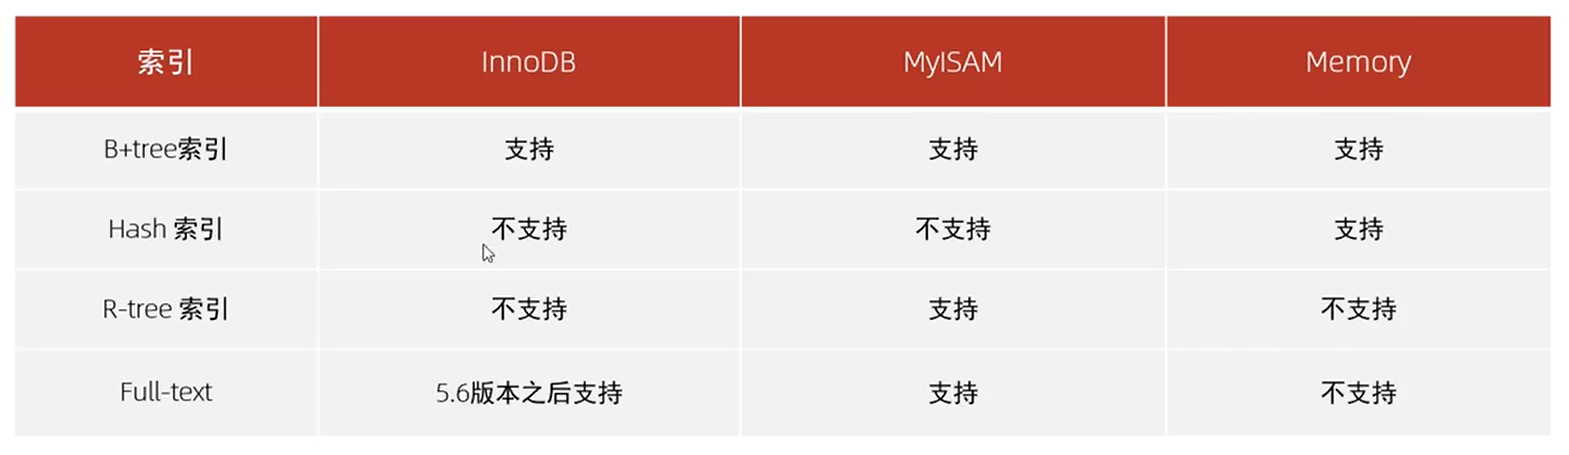 索引 InnoDB MyISAM Memory
B+tree索引 支持 支持 支持
Hash 索引 不支持 不支持 支持
R-tree 索引 不支持 支持 不支持
Full-text 5.6版本之后支持 支持 不支持